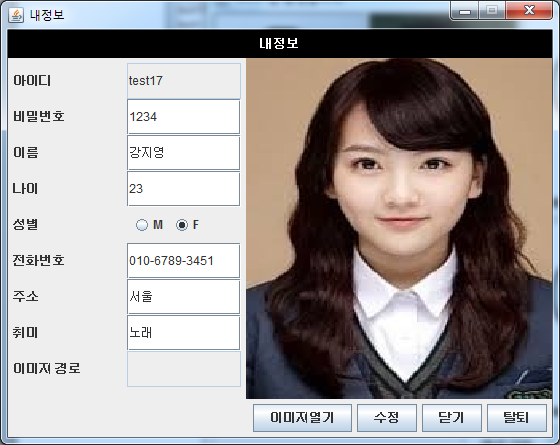 내정보
내정보
아이디 test17
비밀번호 1234
이름 강지영
나이 23
성별 M F
전화번호 010-6789-3451
주소 서울
취미 노래
이미지 경로
이미지열기 수정 닫기 탈퇴